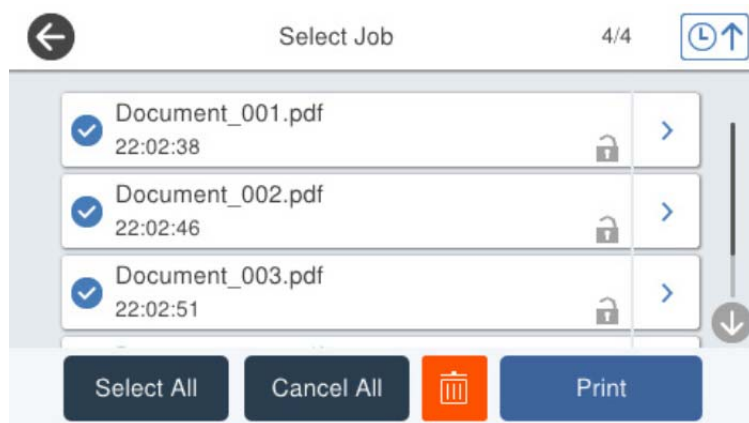 Select Job
4/4
Document_001.pdf
22:02:38
Document_002.pdf
22:02:46
Document_003.pdf
22:02:51
Select All
Cancel All
Print